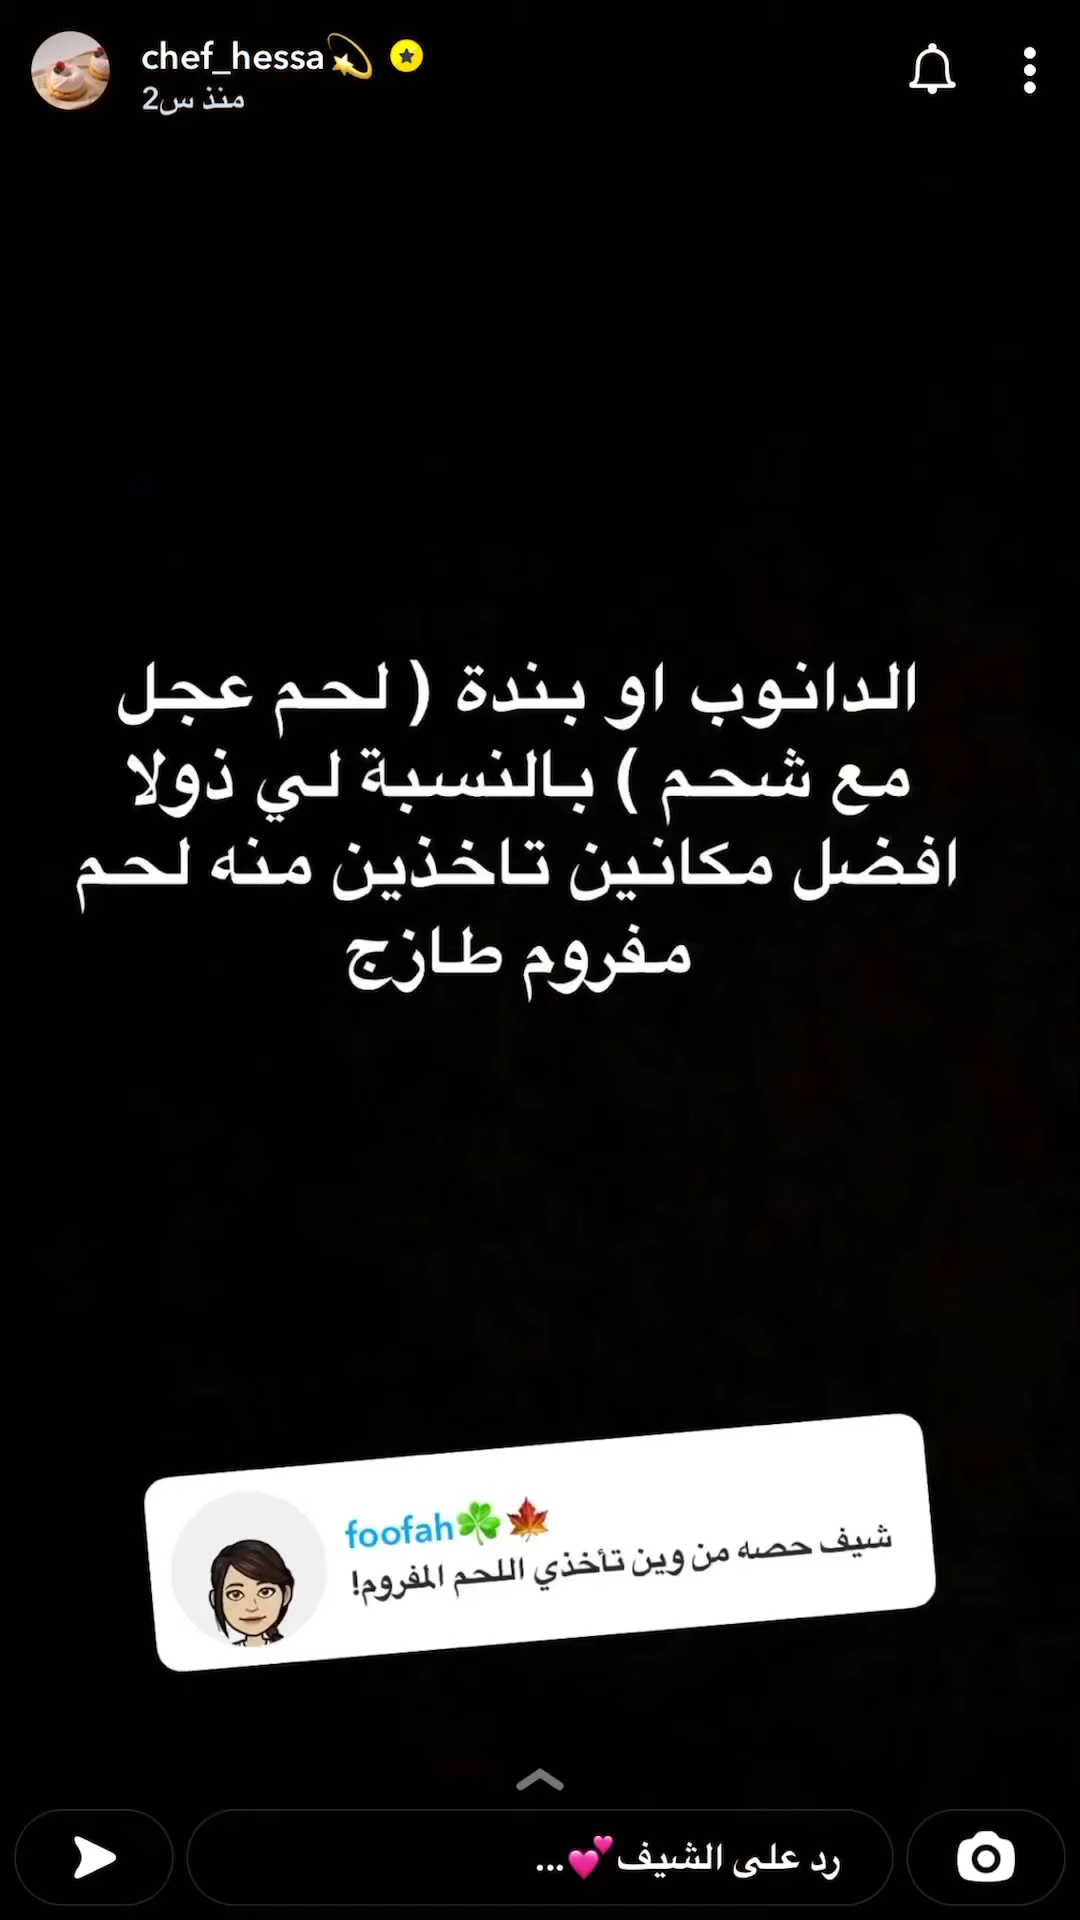 chef_hessa💫
منذ س2
الدانوب او بندة ( لحم عجل
مع شحم ) بالنسبة لي ذولا
افضل مكانين تاخذين منه لحم
مفروم طازج
foofah☘️🍁
شيف حصه من وين تأخذي اللحم المفروم!
رد على الشيف💕...